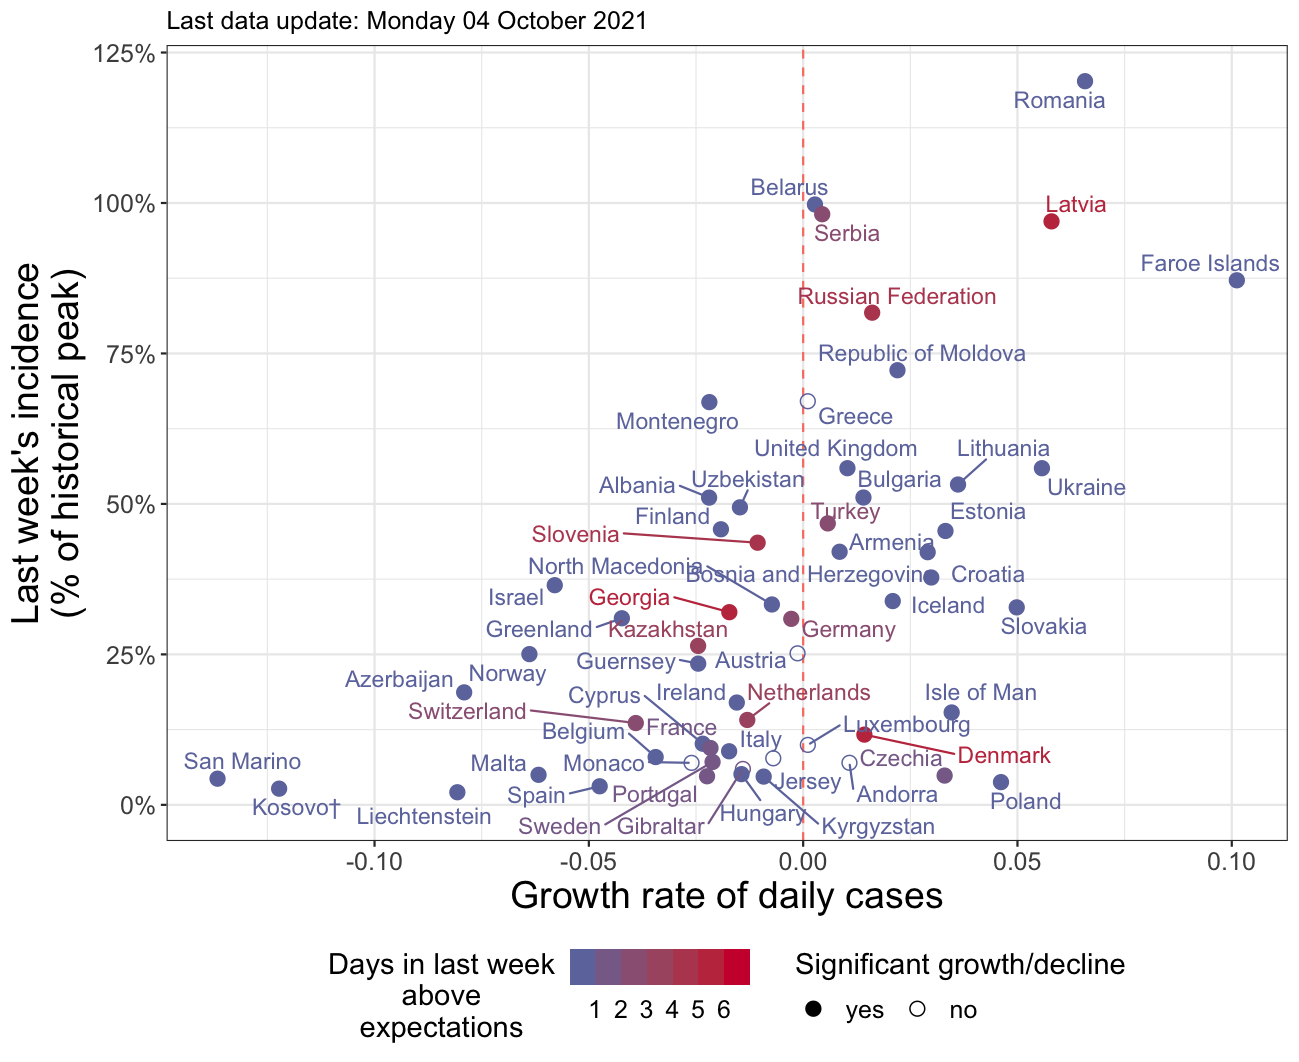 Last data update: Monday 04 October 2021
125%
100%
75%
50%
25%
0%
Last week's incidence
(% of historical peak)
Romania
Belarus
Latvia
Serbia
Faroe Islands
Russian Federation
Republic of Moldova
Montenegro
Greece
United Kingdom
Lithuania
Albania
Uzbekistan
Bulgaria
Ukraine
Finland
Turkey
Estonia
Slovenia
Armenia
North Macedonia
Bosnia and Herzegovina
Croatia
Israel
Georgia
Iceland
Greenland
Kazakhstan
Germany
Slovakia
Guernsey
Austria
Azerbaijan
Norway
Cyprus
Ireland
Netherlands
Isle of Man
Switzerland
France
Luxembourg
Belgium
Italy
San Marino
Malta
Monaco
Czechia
Denmark
Jersey
Kosovo†
Spain
Portugal
Andorra
Poland
Liechtenstein
Hungary
Sweden
Gibraltar
Kyrgyzstan
-0.10
-0.05
0.00
0.05
0.10
Growth rate of daily cases
Days in last week
above
expectations
1 2 3 4 5 6
Significant growth/decline
yes
no